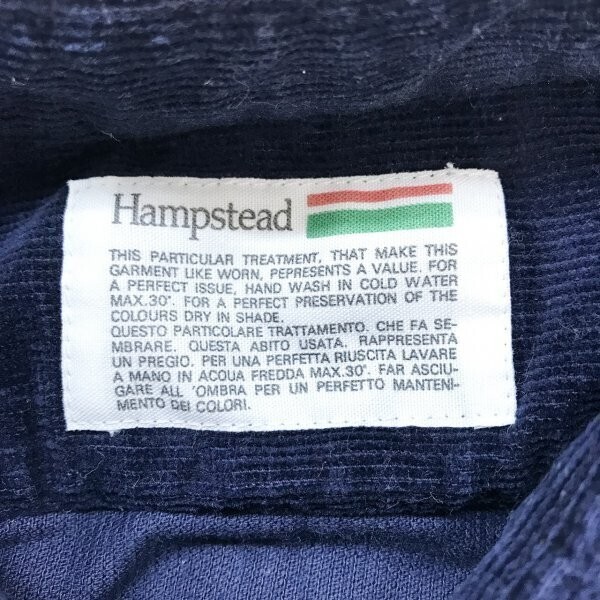 Hampstead
THIS PARTICULAR TREATMENT, THAT MAKE THIS
GARMENT LIKE WORN, PEPRESENTS A VALUE. FOR
A PERFECT ISSUE, HAND WASH IN COLD WATER
MAX.30°. FOR A PERFECT PRESERVATION OF THE
COLOURS DRY IN SHADE.
QUESTO PARTICOLARE TRATTAMENTO. CHE FA SE-
MBRARE. QUESTA ABITO USATA. RAPPRESENTA
UN PREGIO. PER UNA PERFETTA RIUSCITA LAVARE
A MANO IN ACQUA FREDDA MAX.30°. FAR ASCIU-
GARE ALL 'OMBRA PER UN PERFETTO MANTENI-
MENTO DEI COLORI.